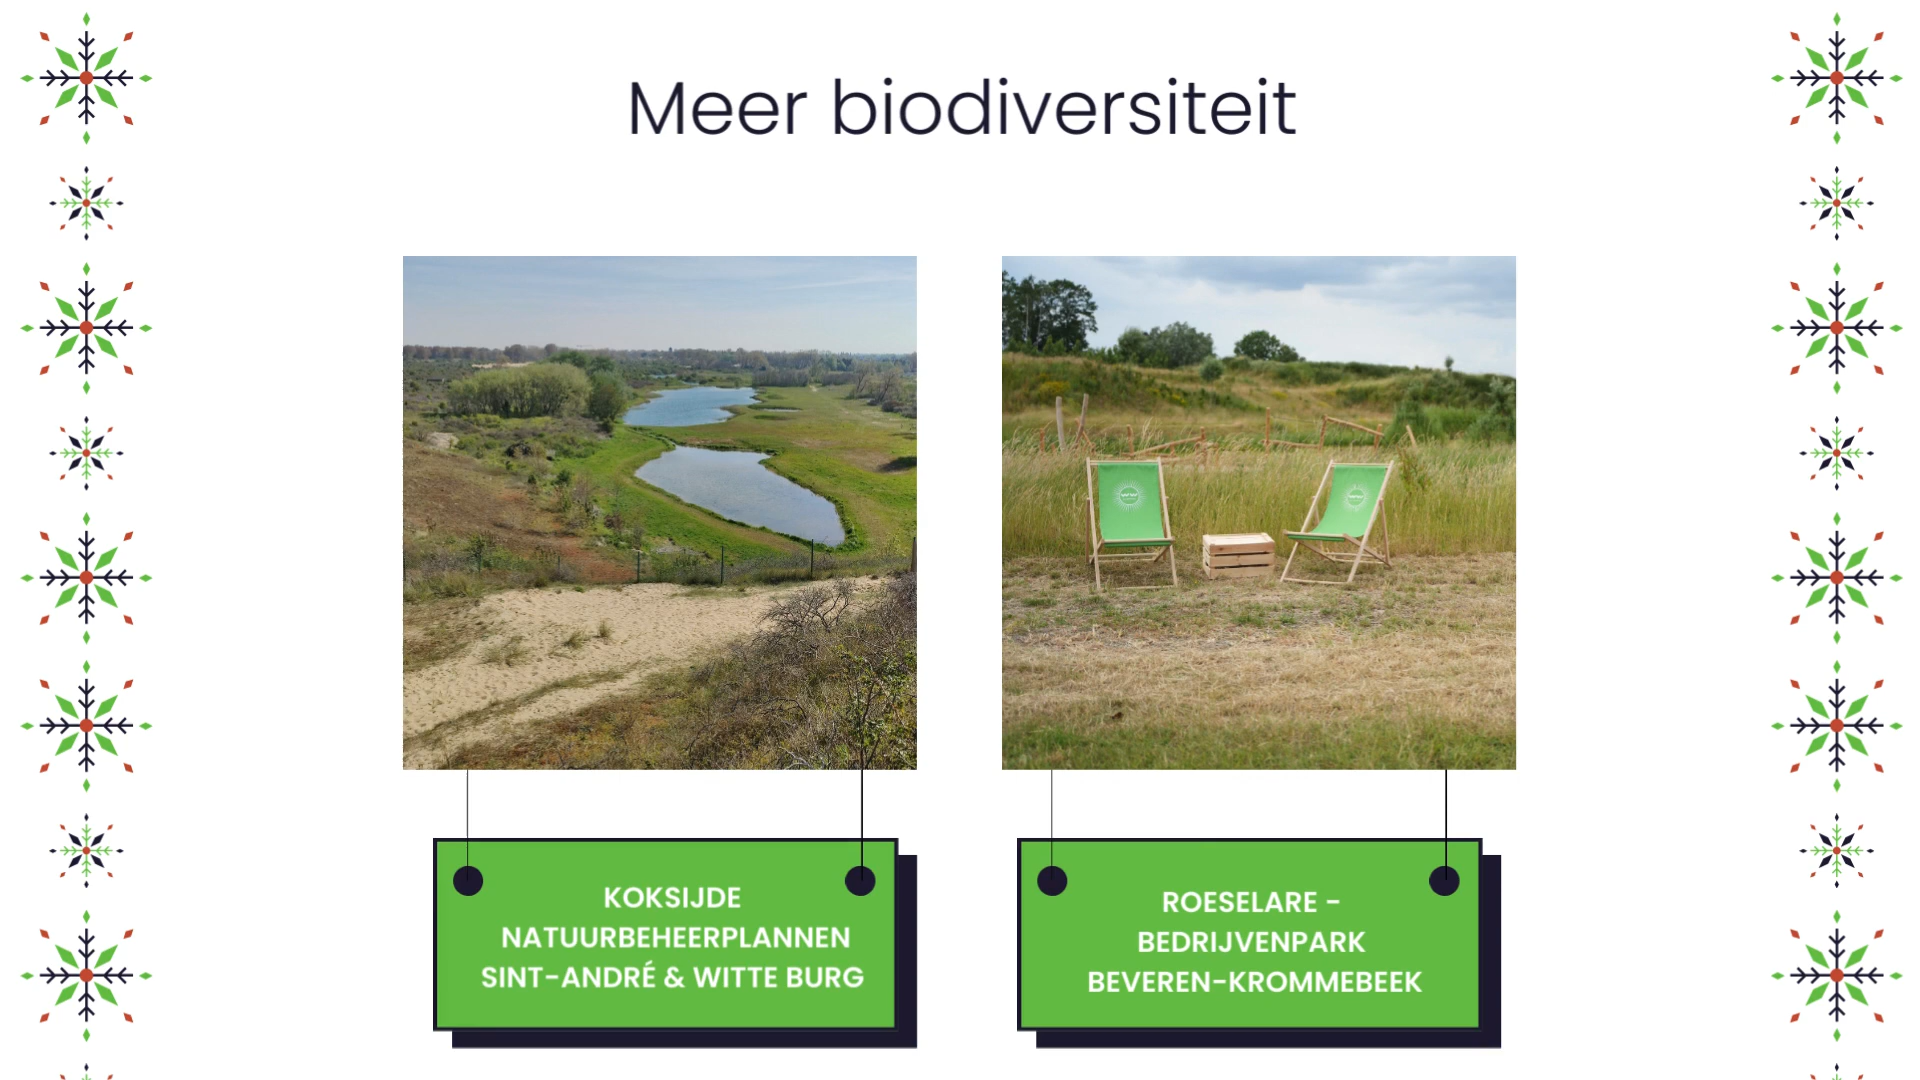 Meer biodiversiteit
KOKSIJDE
NATUURBEHEERPLANNEN
SINT-ANDRÉ & WITTE BURG
ROESELARE -
BEDRIJVENPARK
BEVEREN-KROMMEBEEK